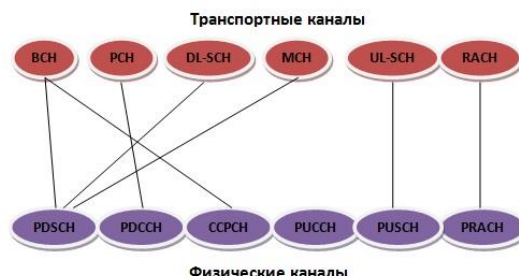 Транспортные каналы
BCH PCH DL-SCH MCH UL-SCH RACH
PDSCH PDCCH CCPCH PUCCH PUSCH PRACH
Физические каналы